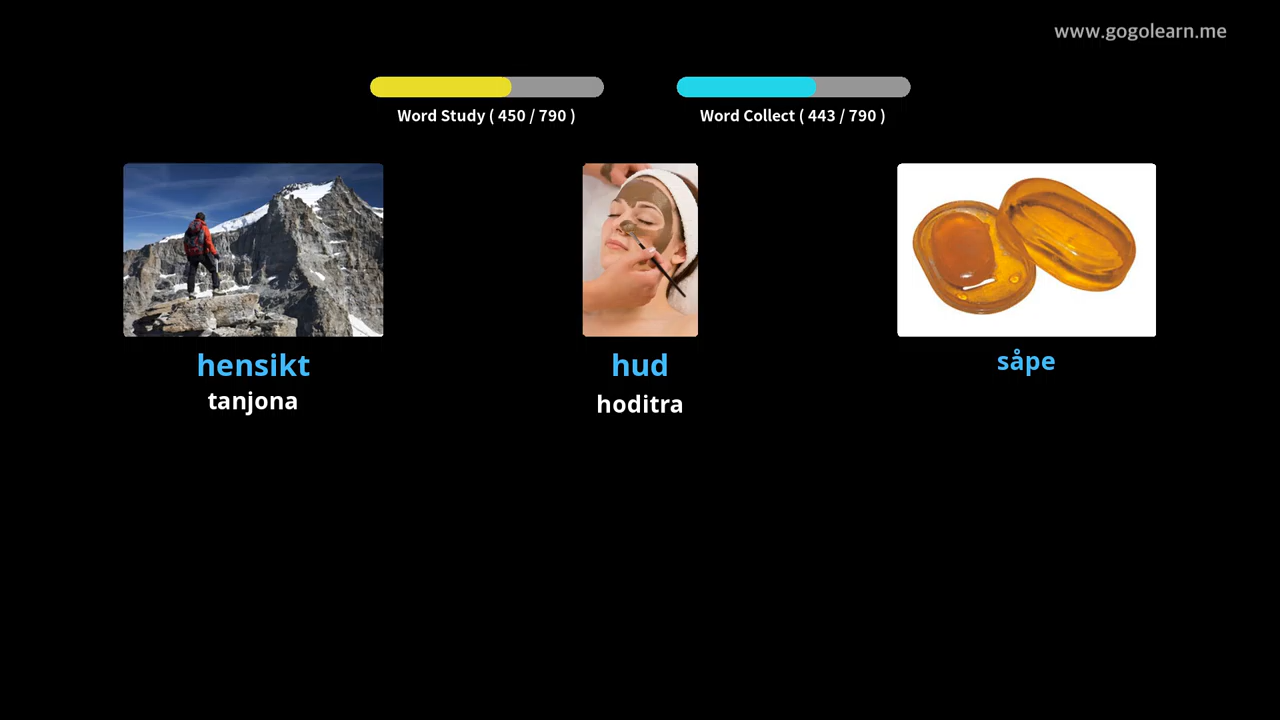 www.gogolearn.me
Word Study ( 450 / 790 )
Word Collect ( 443 / 790 )
hensikt
tanjona
hud
hoditra
såpe